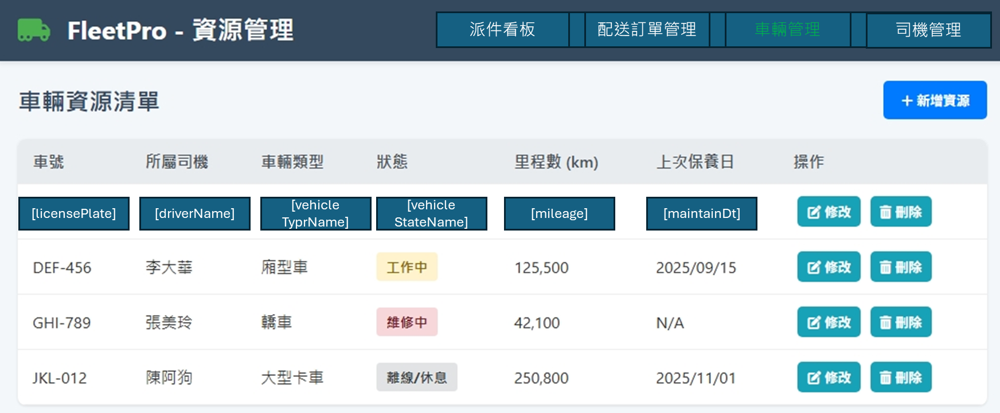 FleetPro - 資源管理
派件看板
配送訂單管理
車輛管理
司機管理
車輛資源清單
新增資源
車號 所屬司機 車輛類型 狀態 里程數 (km) 上次保養日 操作
[licensePlate] [driverName] [vehicle TyprName] [vehicle StateName] [mileage] [maintainDt] 修改 刪除
DEF-456 李大華 廂型車 工作中 125,500 2025/09/15 修改 刪除
GHI-789 張美玲 轎車 維修中 42,100 N/A 修改 刪除
JKL-012 陳阿狗 大型卡車 離線/休息 250,800 2025/11/01 修改 刪除